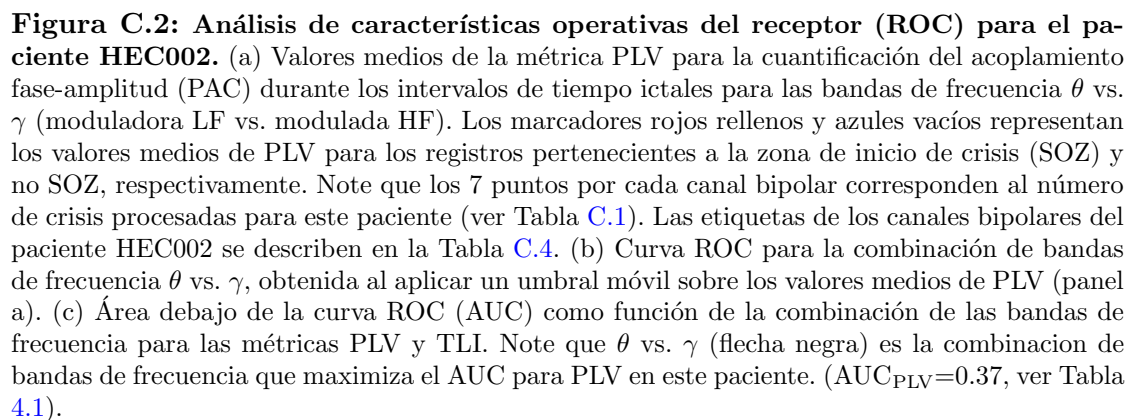 Figura C.2: Análisis de características operativas del receptor (ROC) para el pa-
ciente HEC002. (a) Valores medios de la métrica PLV para la cuantificación del acoplamiento
fase-amplitud (PAC) durante los intervalos de tiempo ictales para las bandas de frecuencia θ vs.
γ (moduladora LF vs. modulada HF). Los marcadores rojos rellenos y azules vacíos representan
los valores medios de PLV para los registros pertenecientes a la zona de inicio de crisis (SOZ) y
no SOZ, respectivamente. Note que los 7 puntos por cada canal bipolar corresponden al número
de crisis procesadas para este paciente (ver Tabla C.1). Las etiquetas de los canales bipolares del
paciente HEC002 se describen en la Tabla C.4. (b) Curva ROC para la combinación de bandas
de frecuencia θ vs. γ, obtenida al aplicar un umbral móvil sobre los valores medios de PLV (panel
a). (c) Área debajo de la curva ROC (AUC) como función de la combinación de las bandas de
frecuencia para las métricas PLV y TLI. Note que θ vs. γ (flecha negra) es la combinacion de
bandas de frecuencia que maximiza el AUC para PLV en este paciente. (AUC_PLV=0.37, ver Tabla
4.1).